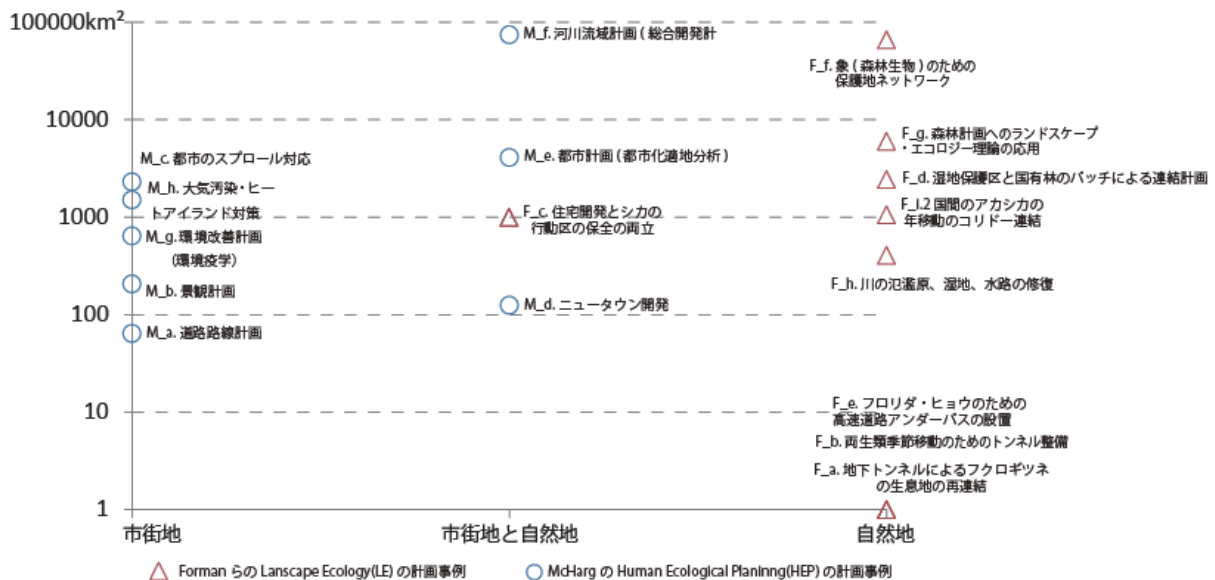 100000km²
10000
1000
100
10
1
M_c. 都市のスプロール対応
M_h. 大気汚染・ヒー
トアイランド対策
M_g. 環境改善計画
(環境疫学)
M_b. 景観計画
M_a. 道路路線計画
M_f. 河川流域計画 ( 総合開発計
M_e. 都市計画 ( 都市化適地分析 )
F_c. 住宅開発とシカの
行動区の保全の両立
M_d. ニュータウン開発
F_f. 象 ( 森林生物 ) のための
保護地ネットワーク
F_g. 森林計画へのランドスケープ
・エコロジー理論の応用
F_d. 湿地保護区と国有林のパッチによる連結計画
F_i.2 国間のアカシカの
年移動のコリドー連結
F_h. 川の氾濫原、湿地、水路の修復
F_e. フロリダ・ヒョウのための
高速道路アンダーパスの設置
F_b. 両生類季節移動のためのトンネル整備
F_a. 地下トンネルによるフクロギツネ
の生息地の再連結
市街地
市街地と自然地
自然地
Forman らの Lanscape Ecology(LE) の計画事例
McHarg の Human Ecological Planinng(HEP) の計画事例